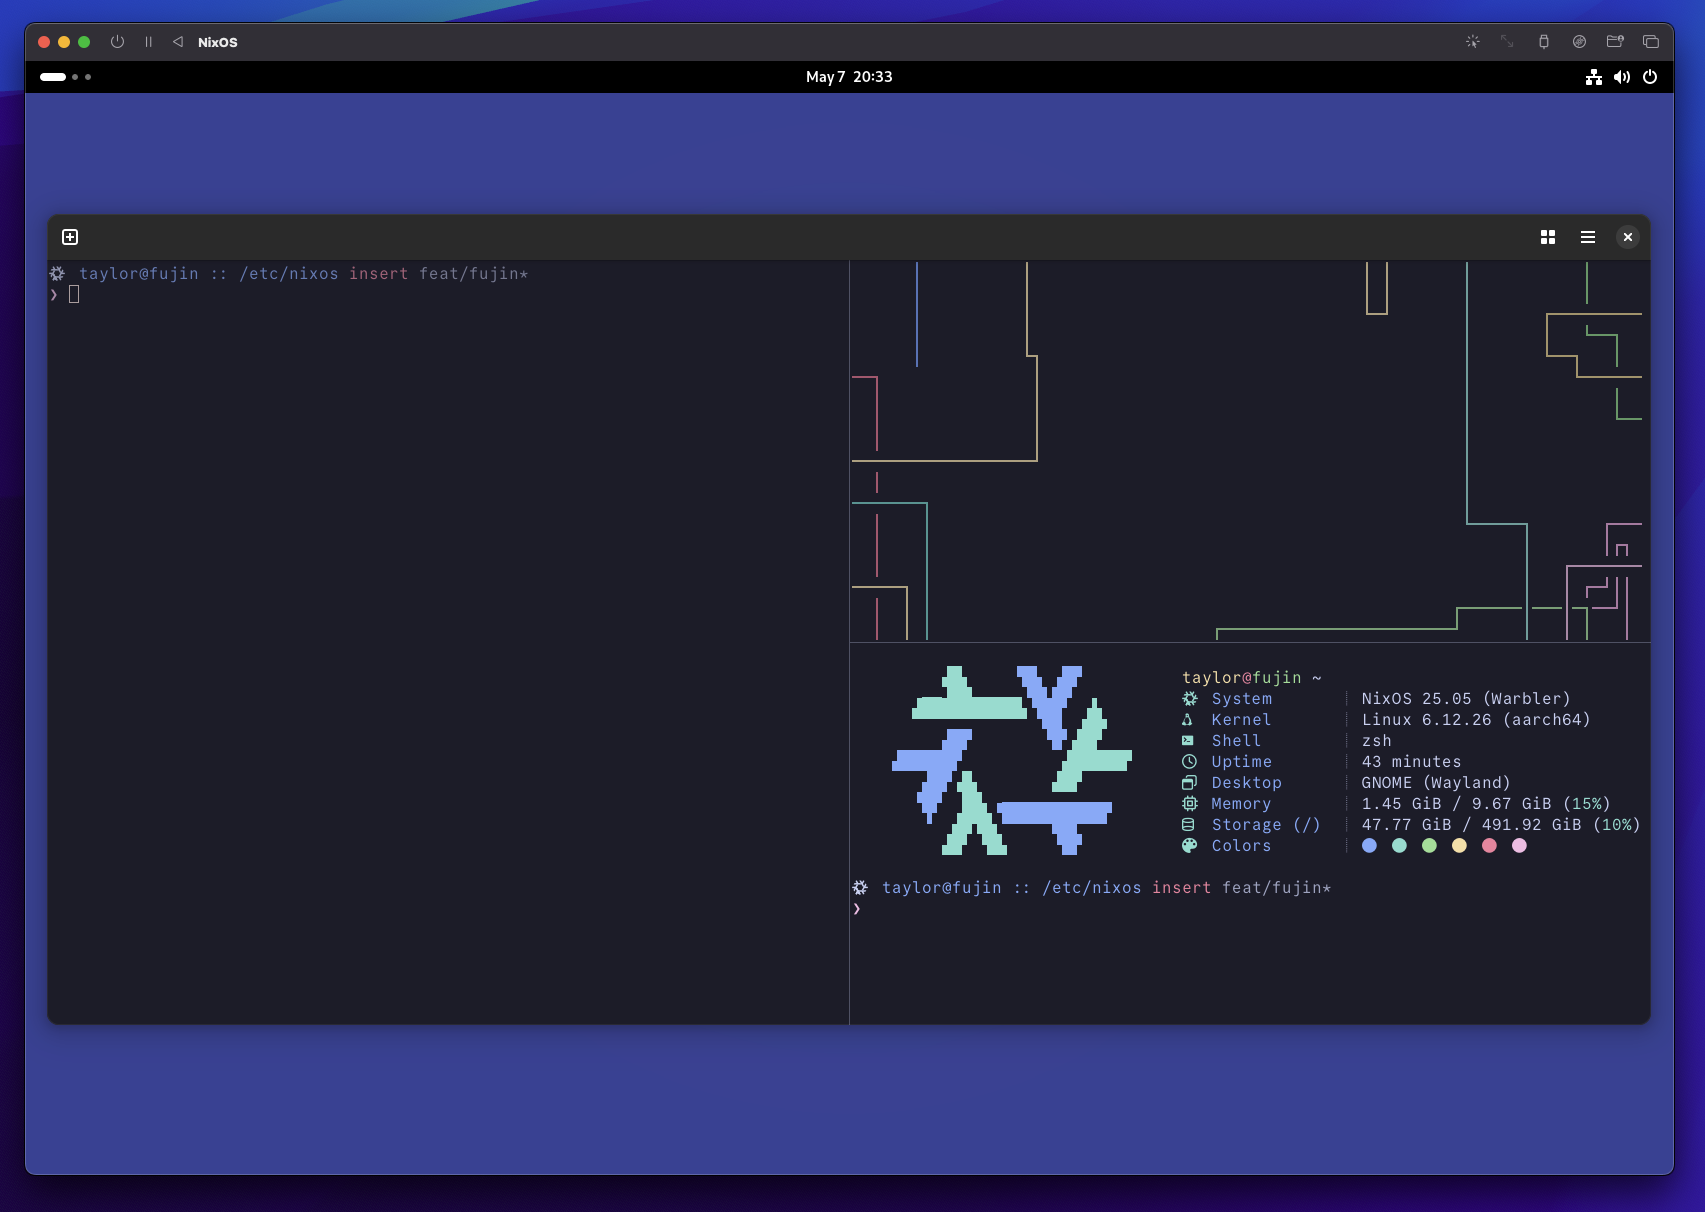 NixOS
May 7 20:33
taylor@fujin :: /etc/nixos insert feat/fujin*
❯
taylor@fujin ~
System NixOS 25.05 (Warbler)
Kernel Linux 6.12.26 (aarch64)
Shell zsh
Uptime 43 minutes
Desktop GNOME (Wayland)
Memory 1.45 GiB / 9.67 GiB (15%)
Storage (/) 47.77 GiB / 491.92 GiB (10%)
Colors
taylor@fujin :: /etc/nixos insert feat/fujin*
❯